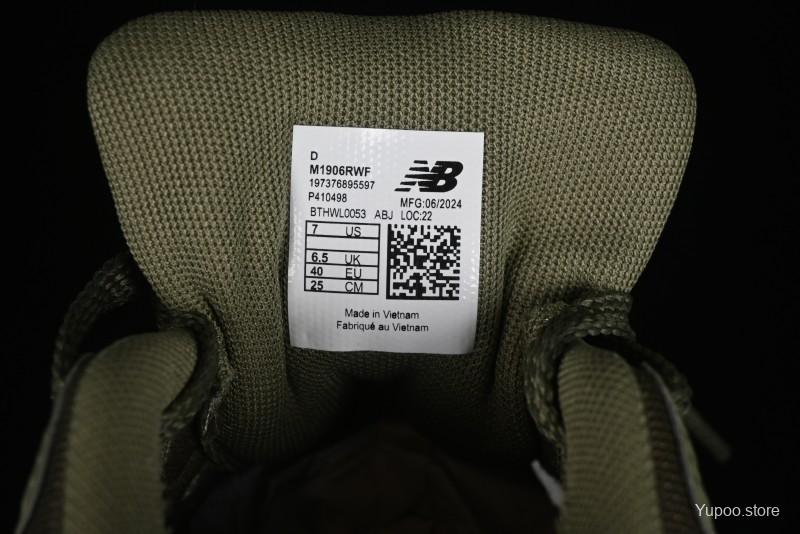 D
M1906RWF
197376895597
P410498
NB
MFG:06/2024
BTHWL0053 ABJ LOC:22
7 US
6.5 UK
40 EU
25 CM
Made in Vietnam
Fabriqué au Vietnam
Yupoo.store